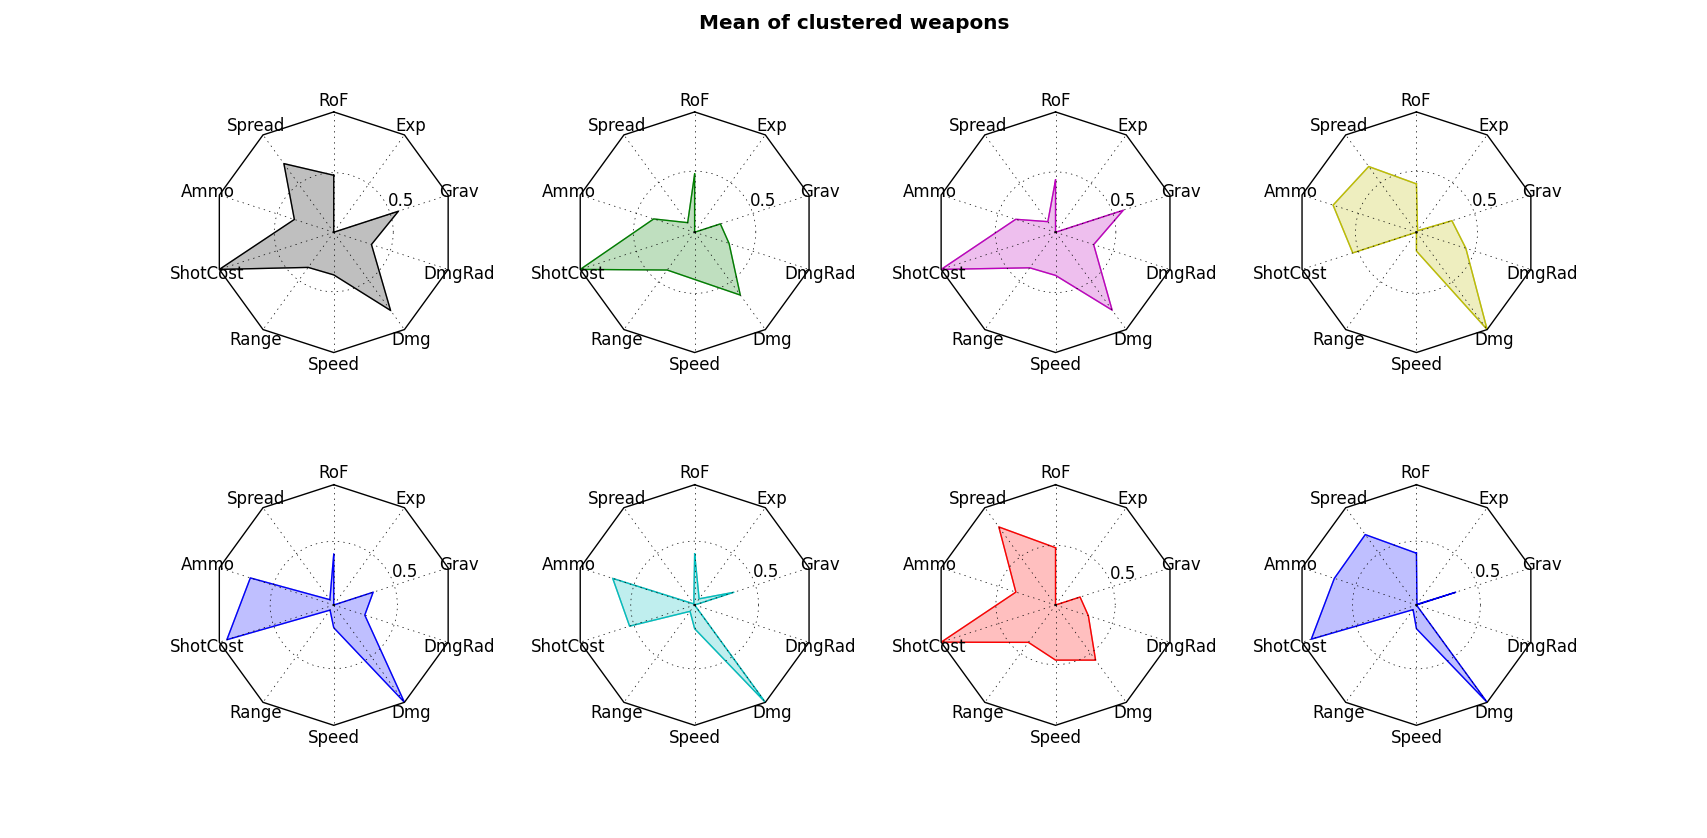 Mean of clustered weapons
RoF
Spread
Exp
Ammo
0.5
Grav
ShotCost
DmgRad
Range
Dmg
Speed
RoF
Spread
Exp
Ammo
0.5
Grav
ShotCost
DmgRad
Range
Dmg
Speed
RoF
Spread
Exp
Ammo
0.5
Grav
ShotCost
DmgRad
Range
Dmg
Speed
RoF
Spread
Exp
Ammo
0.5
Grav
ShotCost
DmgRad
Range
Dmg
Speed
RoF
Spread
Exp
Ammo
0.5
Grav
ShotCost
DmgRad
Range
Dmg
Speed
RoF
Spread
Exp
Ammo
0.5
Grav
ShotCost
DmgRad
Range
Dmg
Speed
RoF
Spread
Exp
Ammo
0.5
Grav
ShotCost
DmgRad
Range
Dmg
Speed
RoF
Spread
Exp
Ammo
0.5
Grav
ShotCost
DmgRad
Range
Dmg
Speed